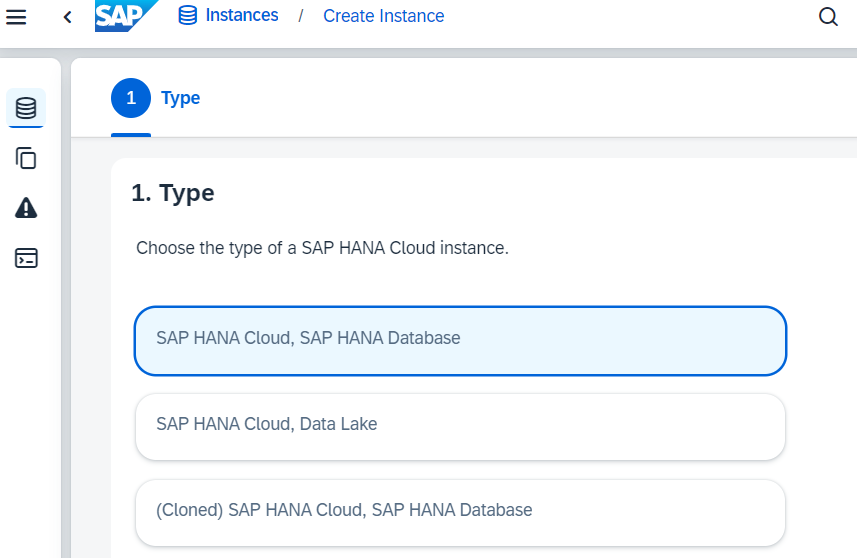 SAP Instances / Create Instance
1 Type
1. Type
Choose the type of a SAP HANA Cloud instance.
SAP HANA Cloud, SAP HANA Database
SAP HANA Cloud, Data Lake
(Cloned) SAP HANA Cloud, SAP HANA Database